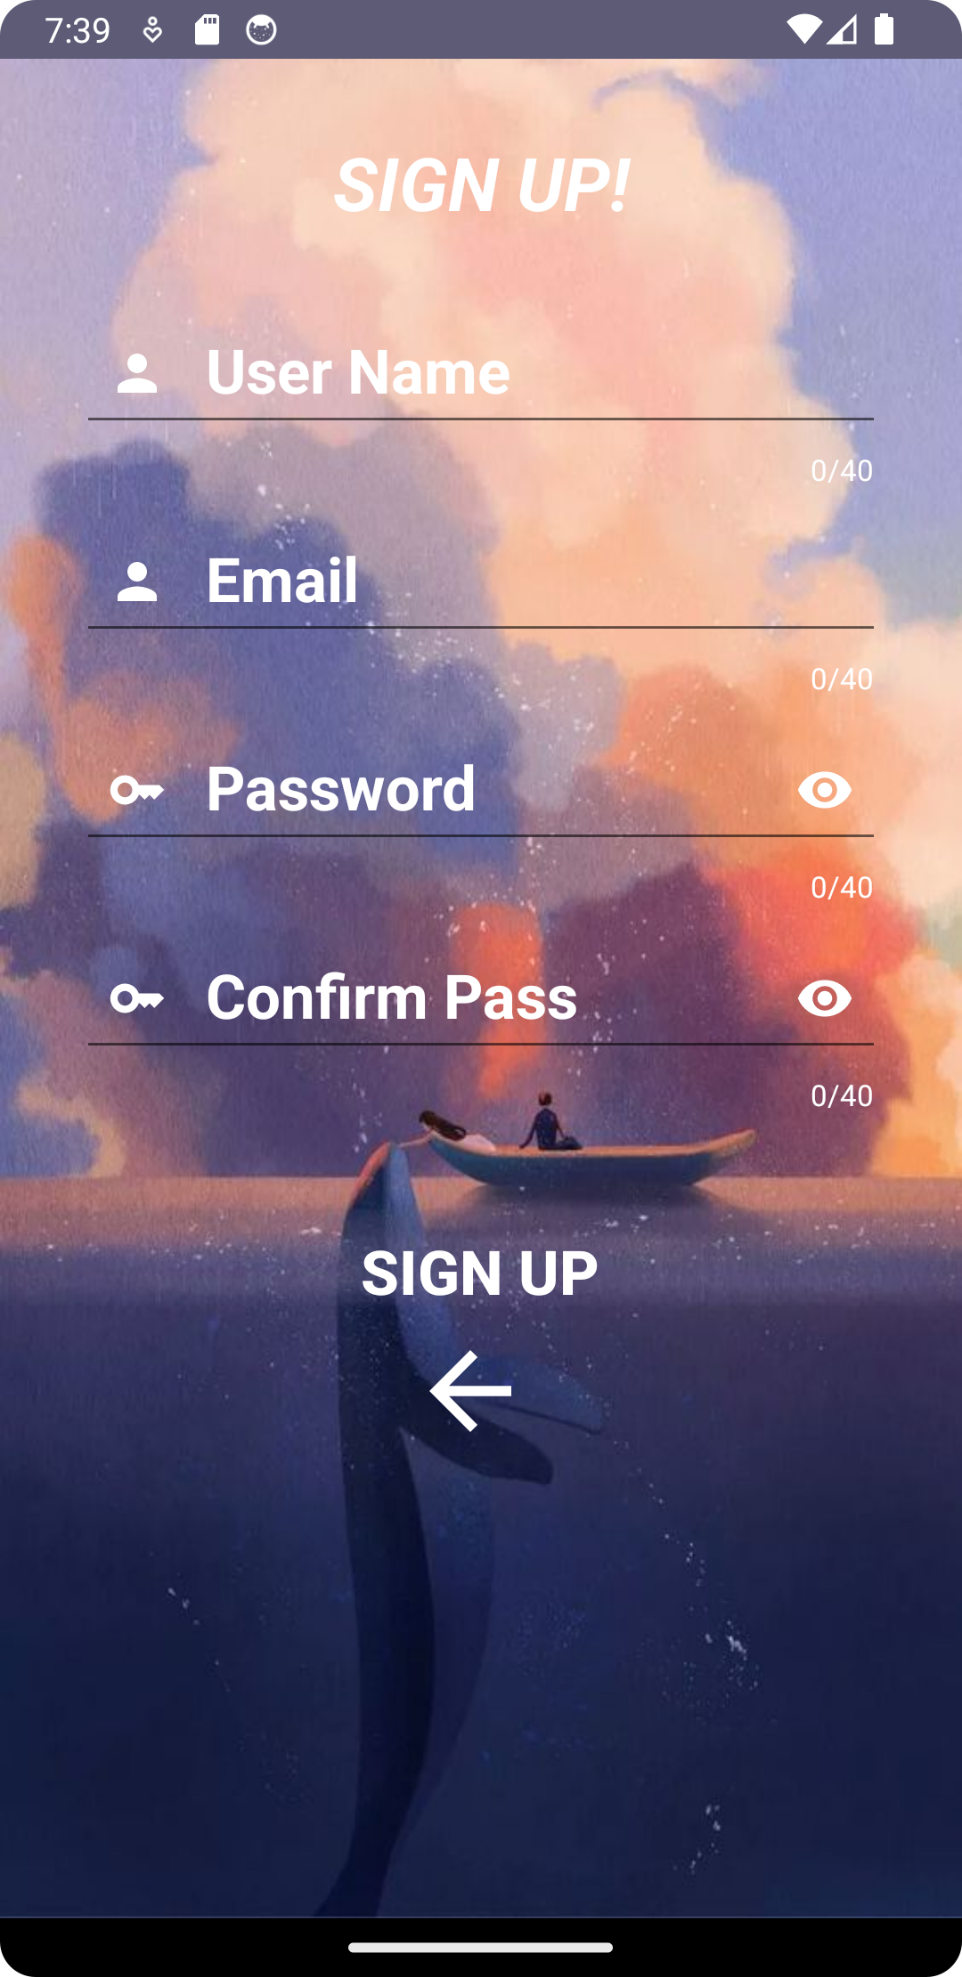 7:39
SIGN UP!
User Name
0/40
Email
0/40
Password
0/40
Confirm Pass
0/40
SIGN UP